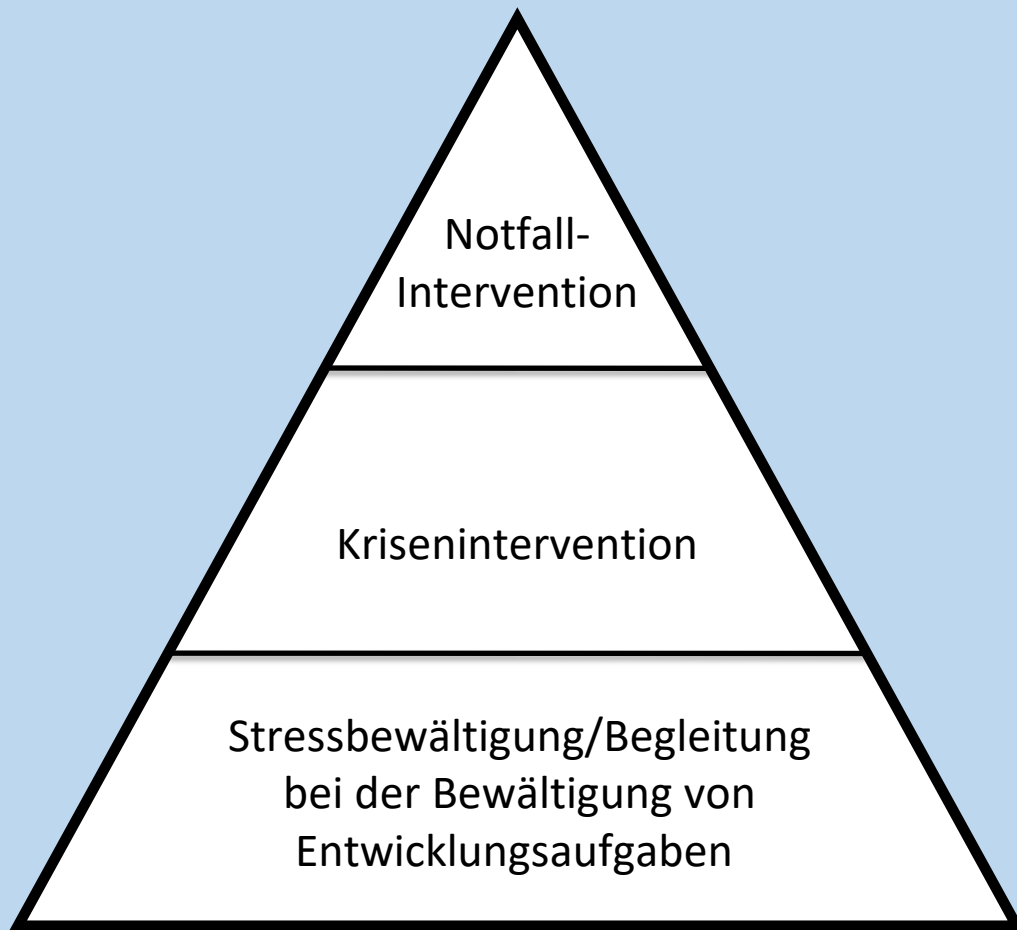 Notfall-
Intervention
Krisenintervention
Stressbewältigung/Begleitung
bei der Bewältigung von
Entwicklungsaufgaben